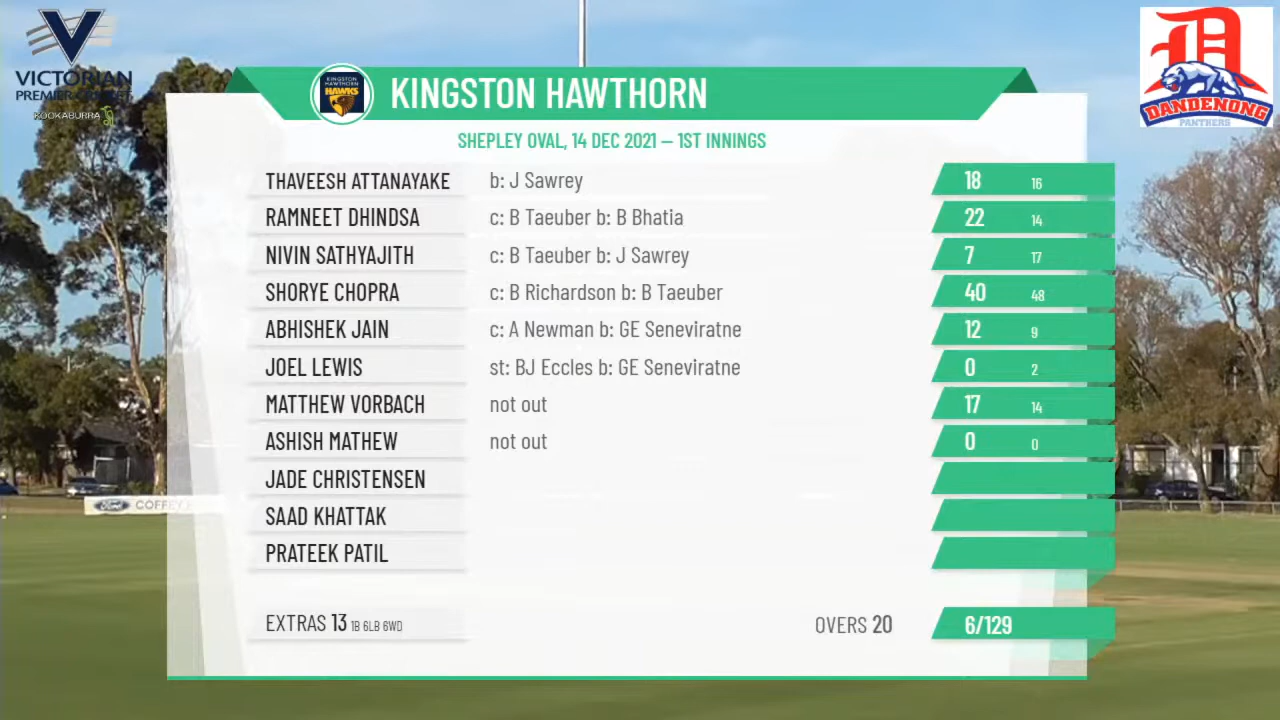 VICTORIAN
PREMIER CRICKET
KOOKABURRA
KINGSTON HAWTHORN
HAWKS
KINGSTON HAWTHORN
DANDENONG
PANTHERS
SHEPLEY OVAL, 14 DEC 2021 – 1ST INNINGS
THAVEESH ATTANAYAKE b: J Sawrey 18 16
RAMNEET DHINDSA c: B Taeuber b: B Bhatia 22 14
NIVIN SATHYAJITH c: B Taeuber b: J Sawrey 7 17
SHORYE CHOPRA c: B Richardson b: B Taeuber 40 48
ABHISHEK JAIN c: A Newman b: GE Seneviratne 12 9
JOEL LEWIS st: BJ Eccles b: GE Seneviratne 0 2
MATTHEW VORBACH not out 17 14
ASHISH MATHEW not out 0 0
JADE CHRISTENSEN
Ford COFFEY
SAAD KHATTAK
PRATEEK PATIL
EXTRAS 13 1B 6LB 6WD OVERS 20 6/129